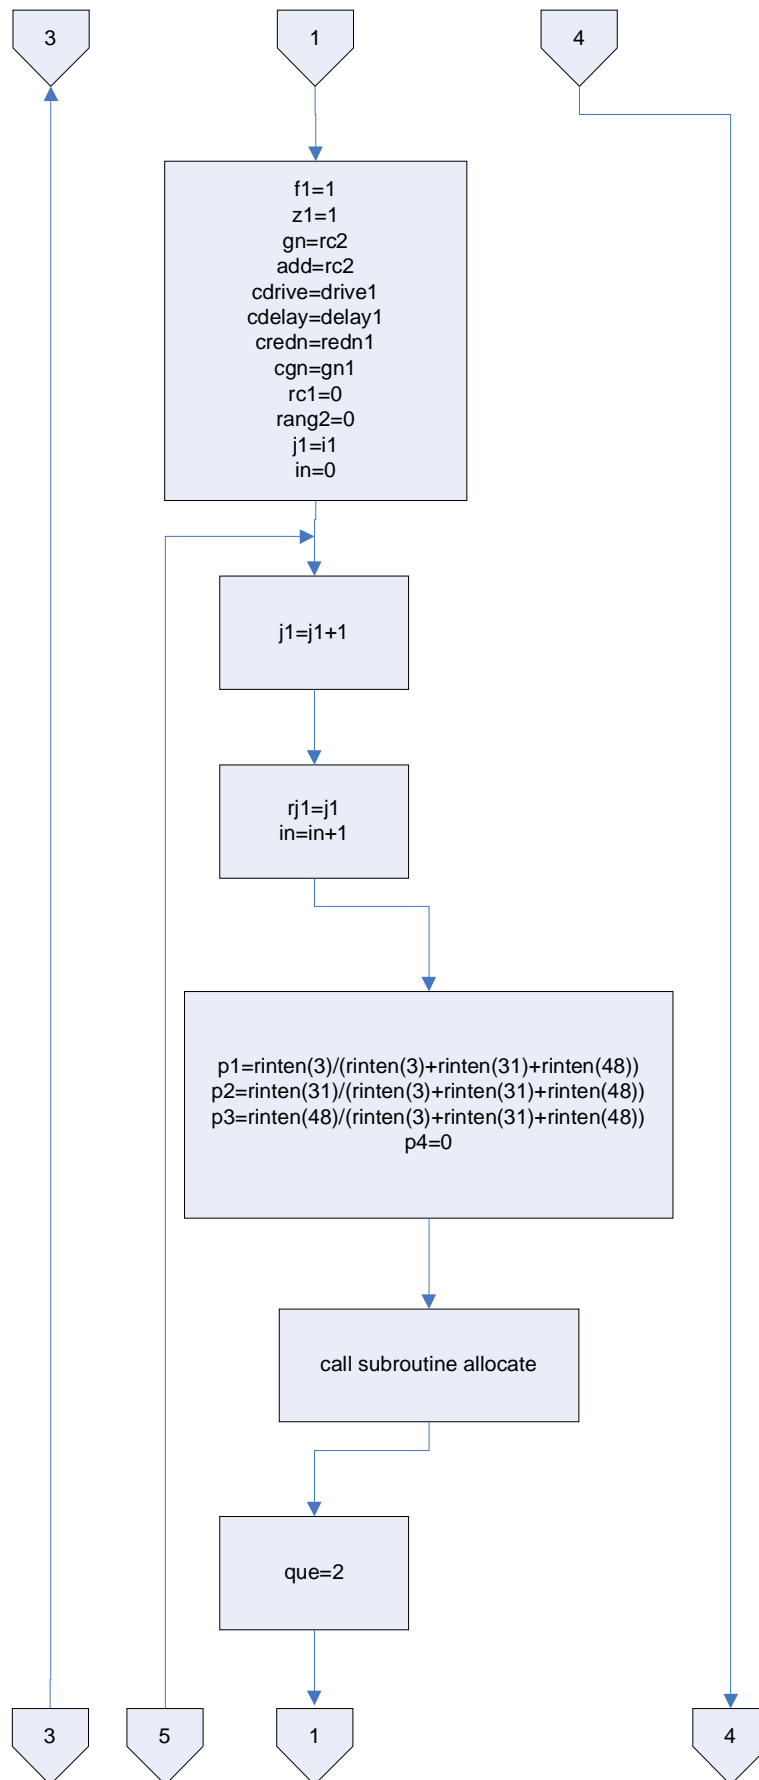 3
1
4
f1=1
z1=1
gn=rc2
add=rc2
cdrive=drive1
cdelay=delay1
credn=redn1
cgn=gn1
rc1=0
rang2=0
j1=i1
in=0
j1=j1+1
rj1=j1
in=in+1
p1=rinten(3)/(rinten(3)+rinten(31)+rinten(48))
p2=rinten(31)/(rinten(3)+rinten(31)+rinten(48))
p3=rinten(48)/(rinten(3)+rinten(31)+rinten(48))
p4=0
call subroutine allocate
que=2
3
5
1
4